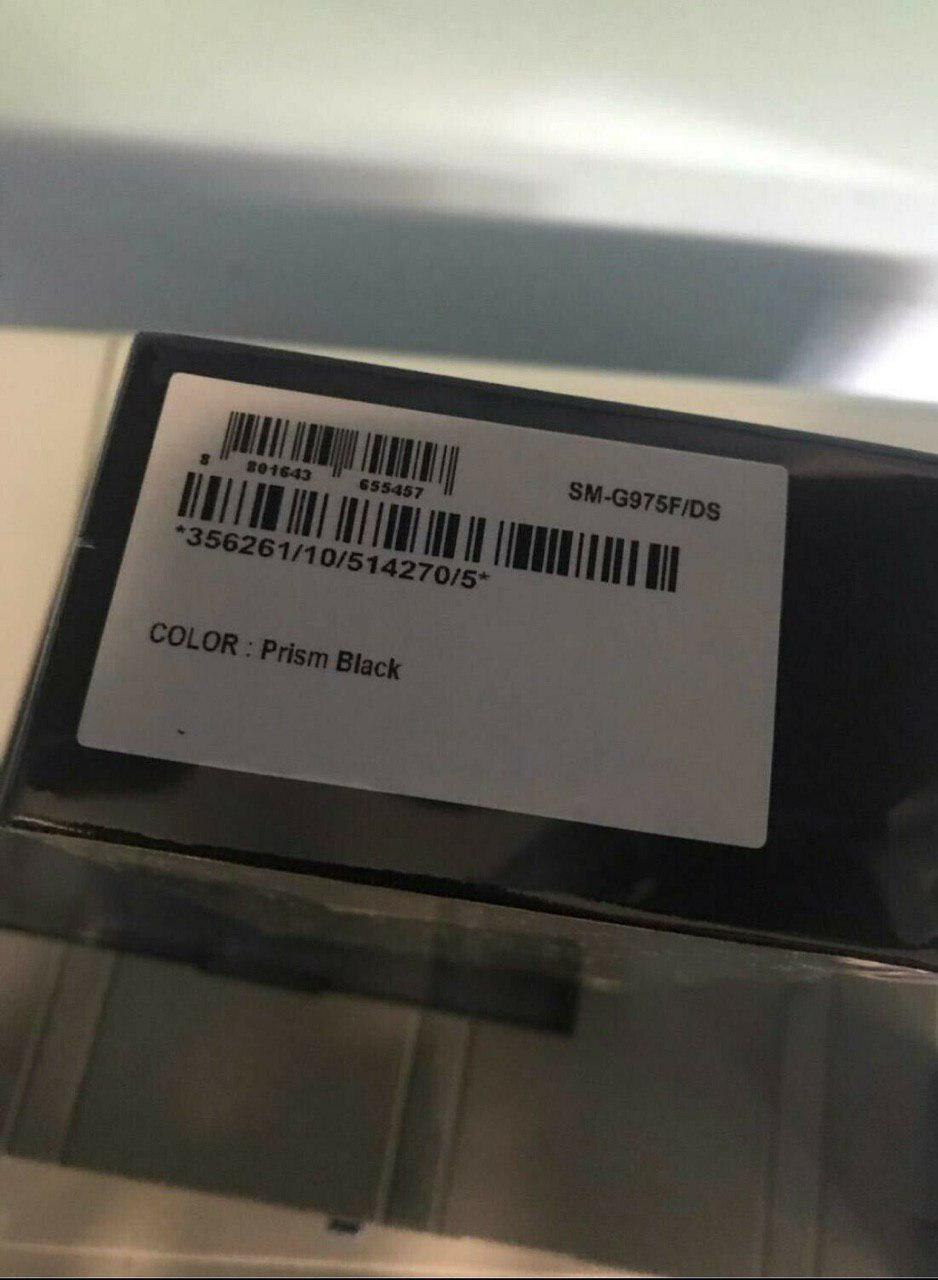 8 801643 655457
SM-G975F/DS
*356261/10/514270/5*
COLOR : Prism Black